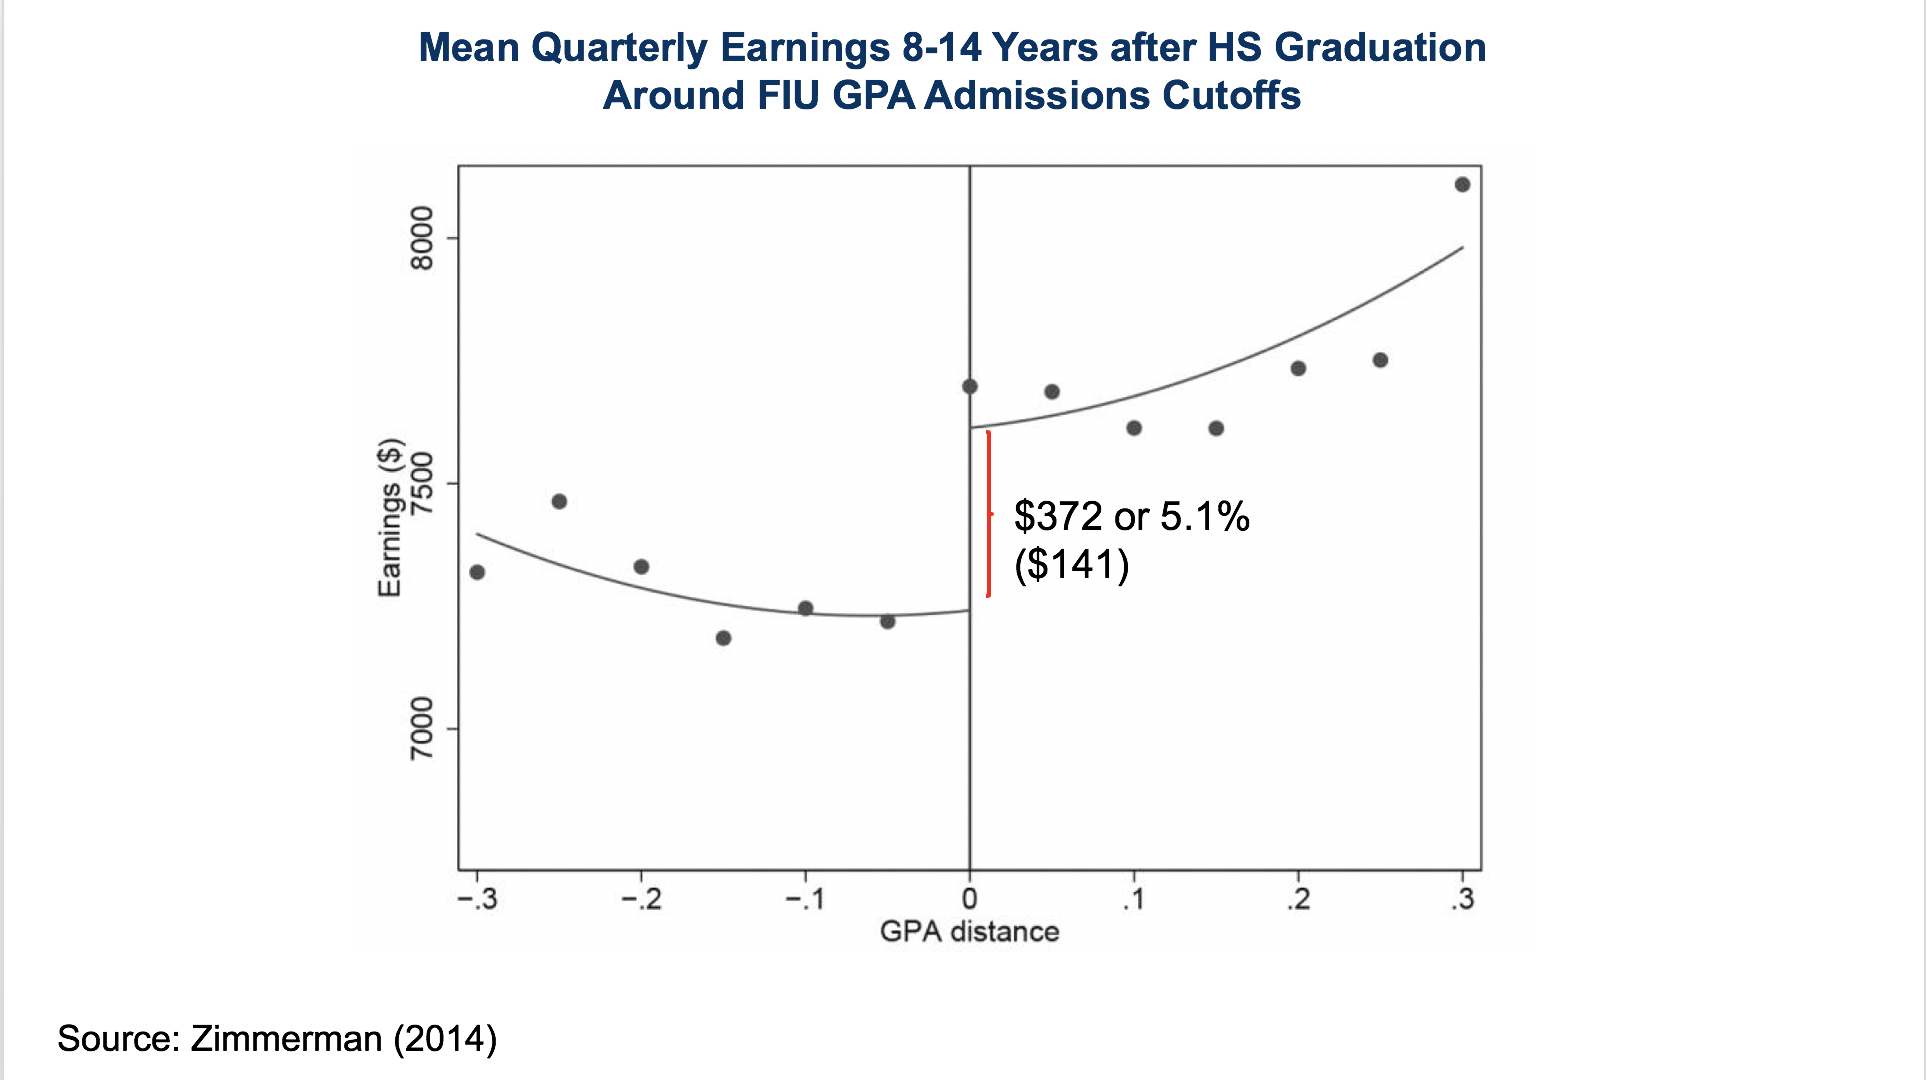 Mean Quarterly Earnings 8-14 Years after HS Graduation
Around FIU GPA Admissions Cutoffs
Earnings ($)
8000
7500
7000
$372 or 5.1%
($141)
−.3 −.2 −.1 0 .1 .2 .3
GPA distance
Source: Zimmerman (2014)